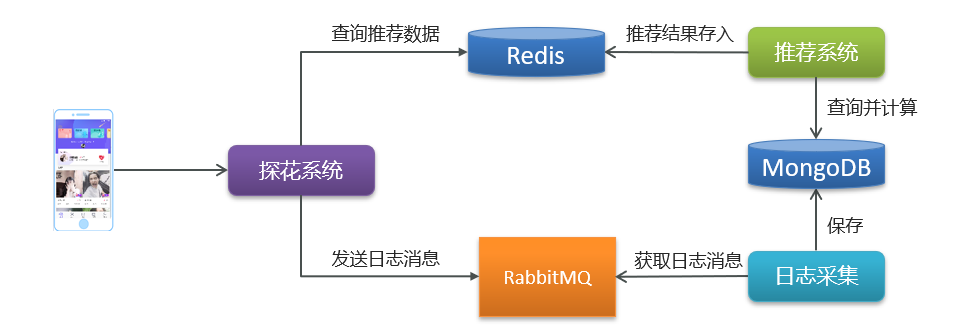 查询推荐数据
Redis
推荐结果存入
推荐系统
查询并计算
探花系统
MongoDB
保存
发送日志消息
RabbitMQ
获取日志消息
日志采集